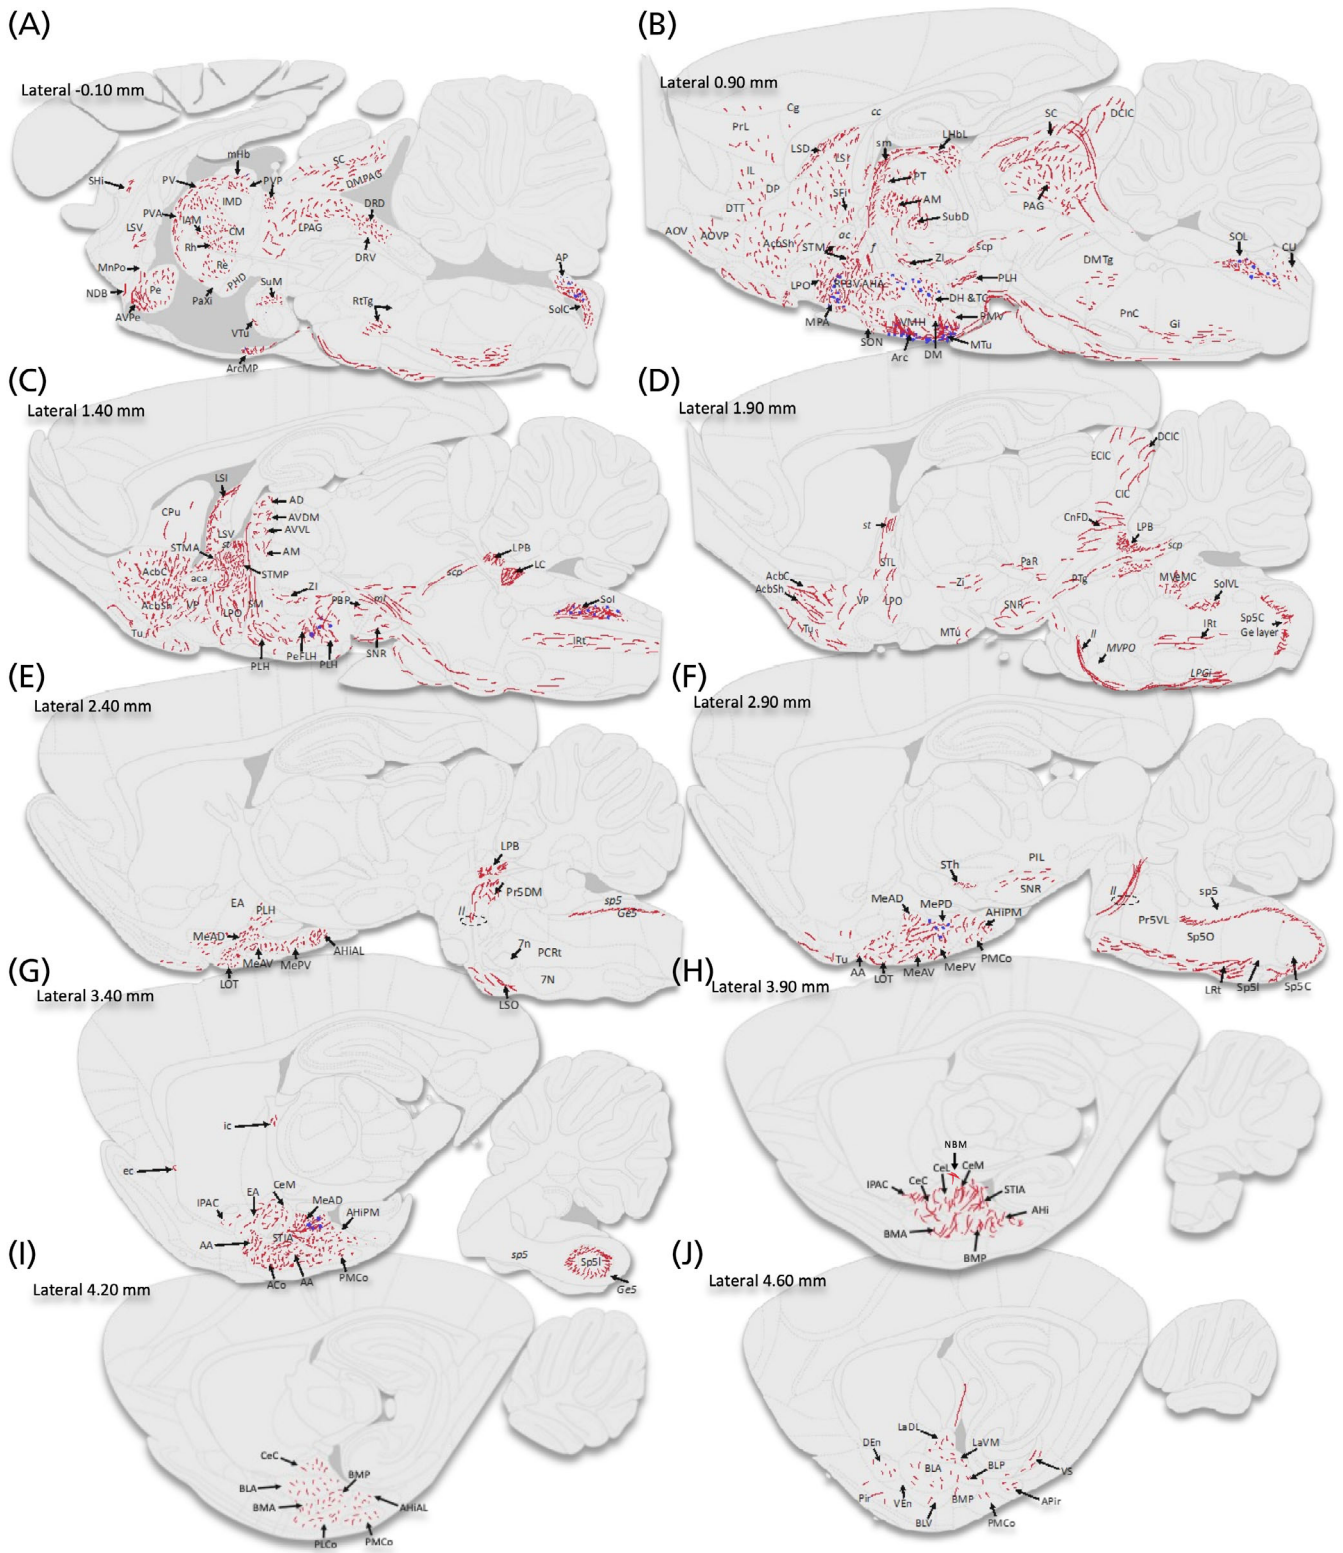 (A)
Lateral -0.10 mm
mHb
SHi
PV
PVP
SC
DMPAG
IMD
PVA
IAM
CM
DRD
LSV
LPAG
Rh
DRV
Re
AP
MnPo
PHD
SuM
NDB
Pe
PaXi
RtTg
SolC
AVPe
VTu
ArcMP
(B)
Lateral 0.90 mm
Cg
cc
SC
DCIC
PrL
LSD
sm
LHbL
LSI
IL
PT
DP
SFi
AM
PAG
DTT
SubD
AOV
AOVP
AcbSh
ac
STMA
f
scp
SOL
CU
ZI
DMTg
LPO
PLH
DH &TC
MPA
VMH
PMV
PnC
Gi
SON
Arc
DM
MTu
(C)
Lateral 1.40 mm
LSI
CPu
AD
AVDM
LSV
st
AVVL
STMA
AM
LPB
AcbC
aca
STMP
scp
LC
ZI
AcbSh
VP
LPO
SM
PBP
ml
Sol
Tu
IRt
PLH
PeFLH
PLH
SNR
(D)
Lateral 1.90 mm
DCIC
ECIC
CIC
st
CnFD
LPB
scp
STL
PaR
AcbC
Zi
PTg
MVeMC
AcbSh
VP
LPO
SolVL
SNR
Sp5C
Ge layer
Tu
MTu
IRt
ll
MVPO
LPGi
(E)
Lateral 2.40 mm
LPB
Pr5DM
EA
PLH
ll
sp5
Ge5
MeAD
AHiAL
7n
PCRt
MeAV
MePV
LOT
7N
LSO
(F)
Lateral 2.90 mm
PIL
STh
SNR
ll
sp5
MeAD
MePD
AHiPM
Pr5VL
Sp5O
Tu
AA
LOT
MeAV
MePV
PMCo
LRt
Sp5I
Sp5C
(G)
Lateral 3.40 mm
ic
ec
CeM
EA
MeAD
IPAC
AHiPM
AA
STIA
sp5
Sp5I
ACo
AA
PMCo
Ge5
(H)
Lateral 3.90 mm
NBM
CeL
CeM
IPAC
CeC
STIA
AHi
BMA
BMP
(I)
Lateral 4.20 mm
CeC
BMP
BLA
BMA
AHiAL
PLCo
PMCo
(J)
Lateral 4.60 mm
LaDL
DEn
LaVM
BLA
BLP
VS
Pir
VEn
BMP
APir
BLV
PMCo